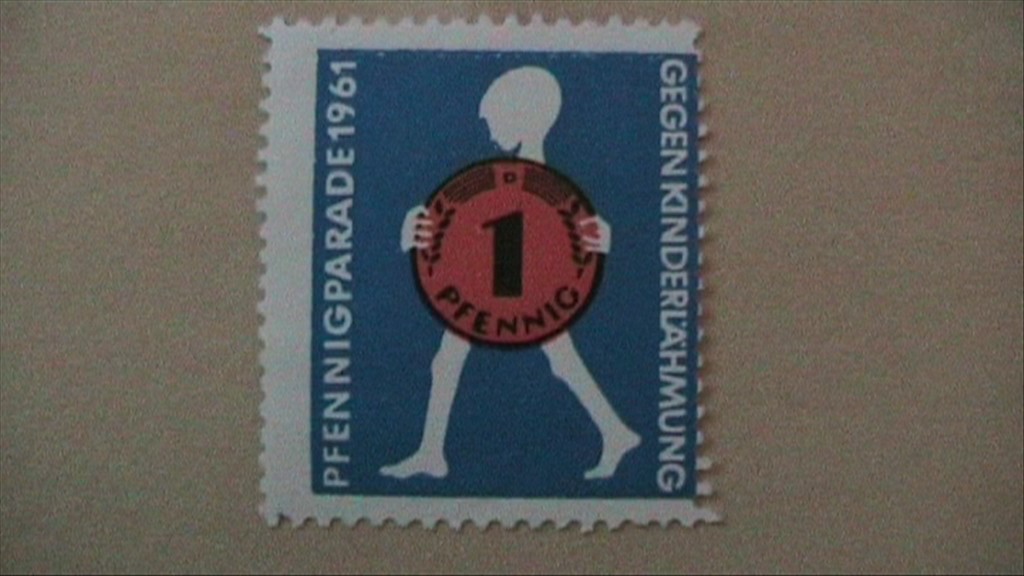 PFENNIGPARADE 1961
D
1
PFENNIG
GEGEN KINDERLÄHMUNG